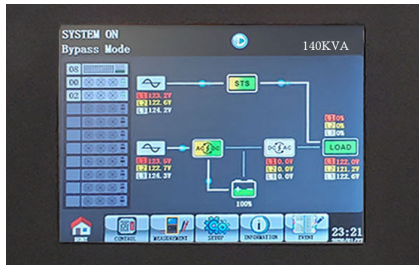 SYSTEM ON
Bypass Mode
140KVA
08
00
02
L1 123.2V
L2 122.6V
L3 124.2V
STS
L1 0%
L2 0%
L3 0%
AC DC
DC AC
LOAD
L1 123.5V
L2 122.7V
L3 124.3V
L1 0.0V
L2 0.0V
L3 0.0V
L1 122.0V
L2 121.2V
L3 122.6V
100%
HOME
CONTROL
MEASUREMENT
SETUP
INFORMATION
EVENT
23:21